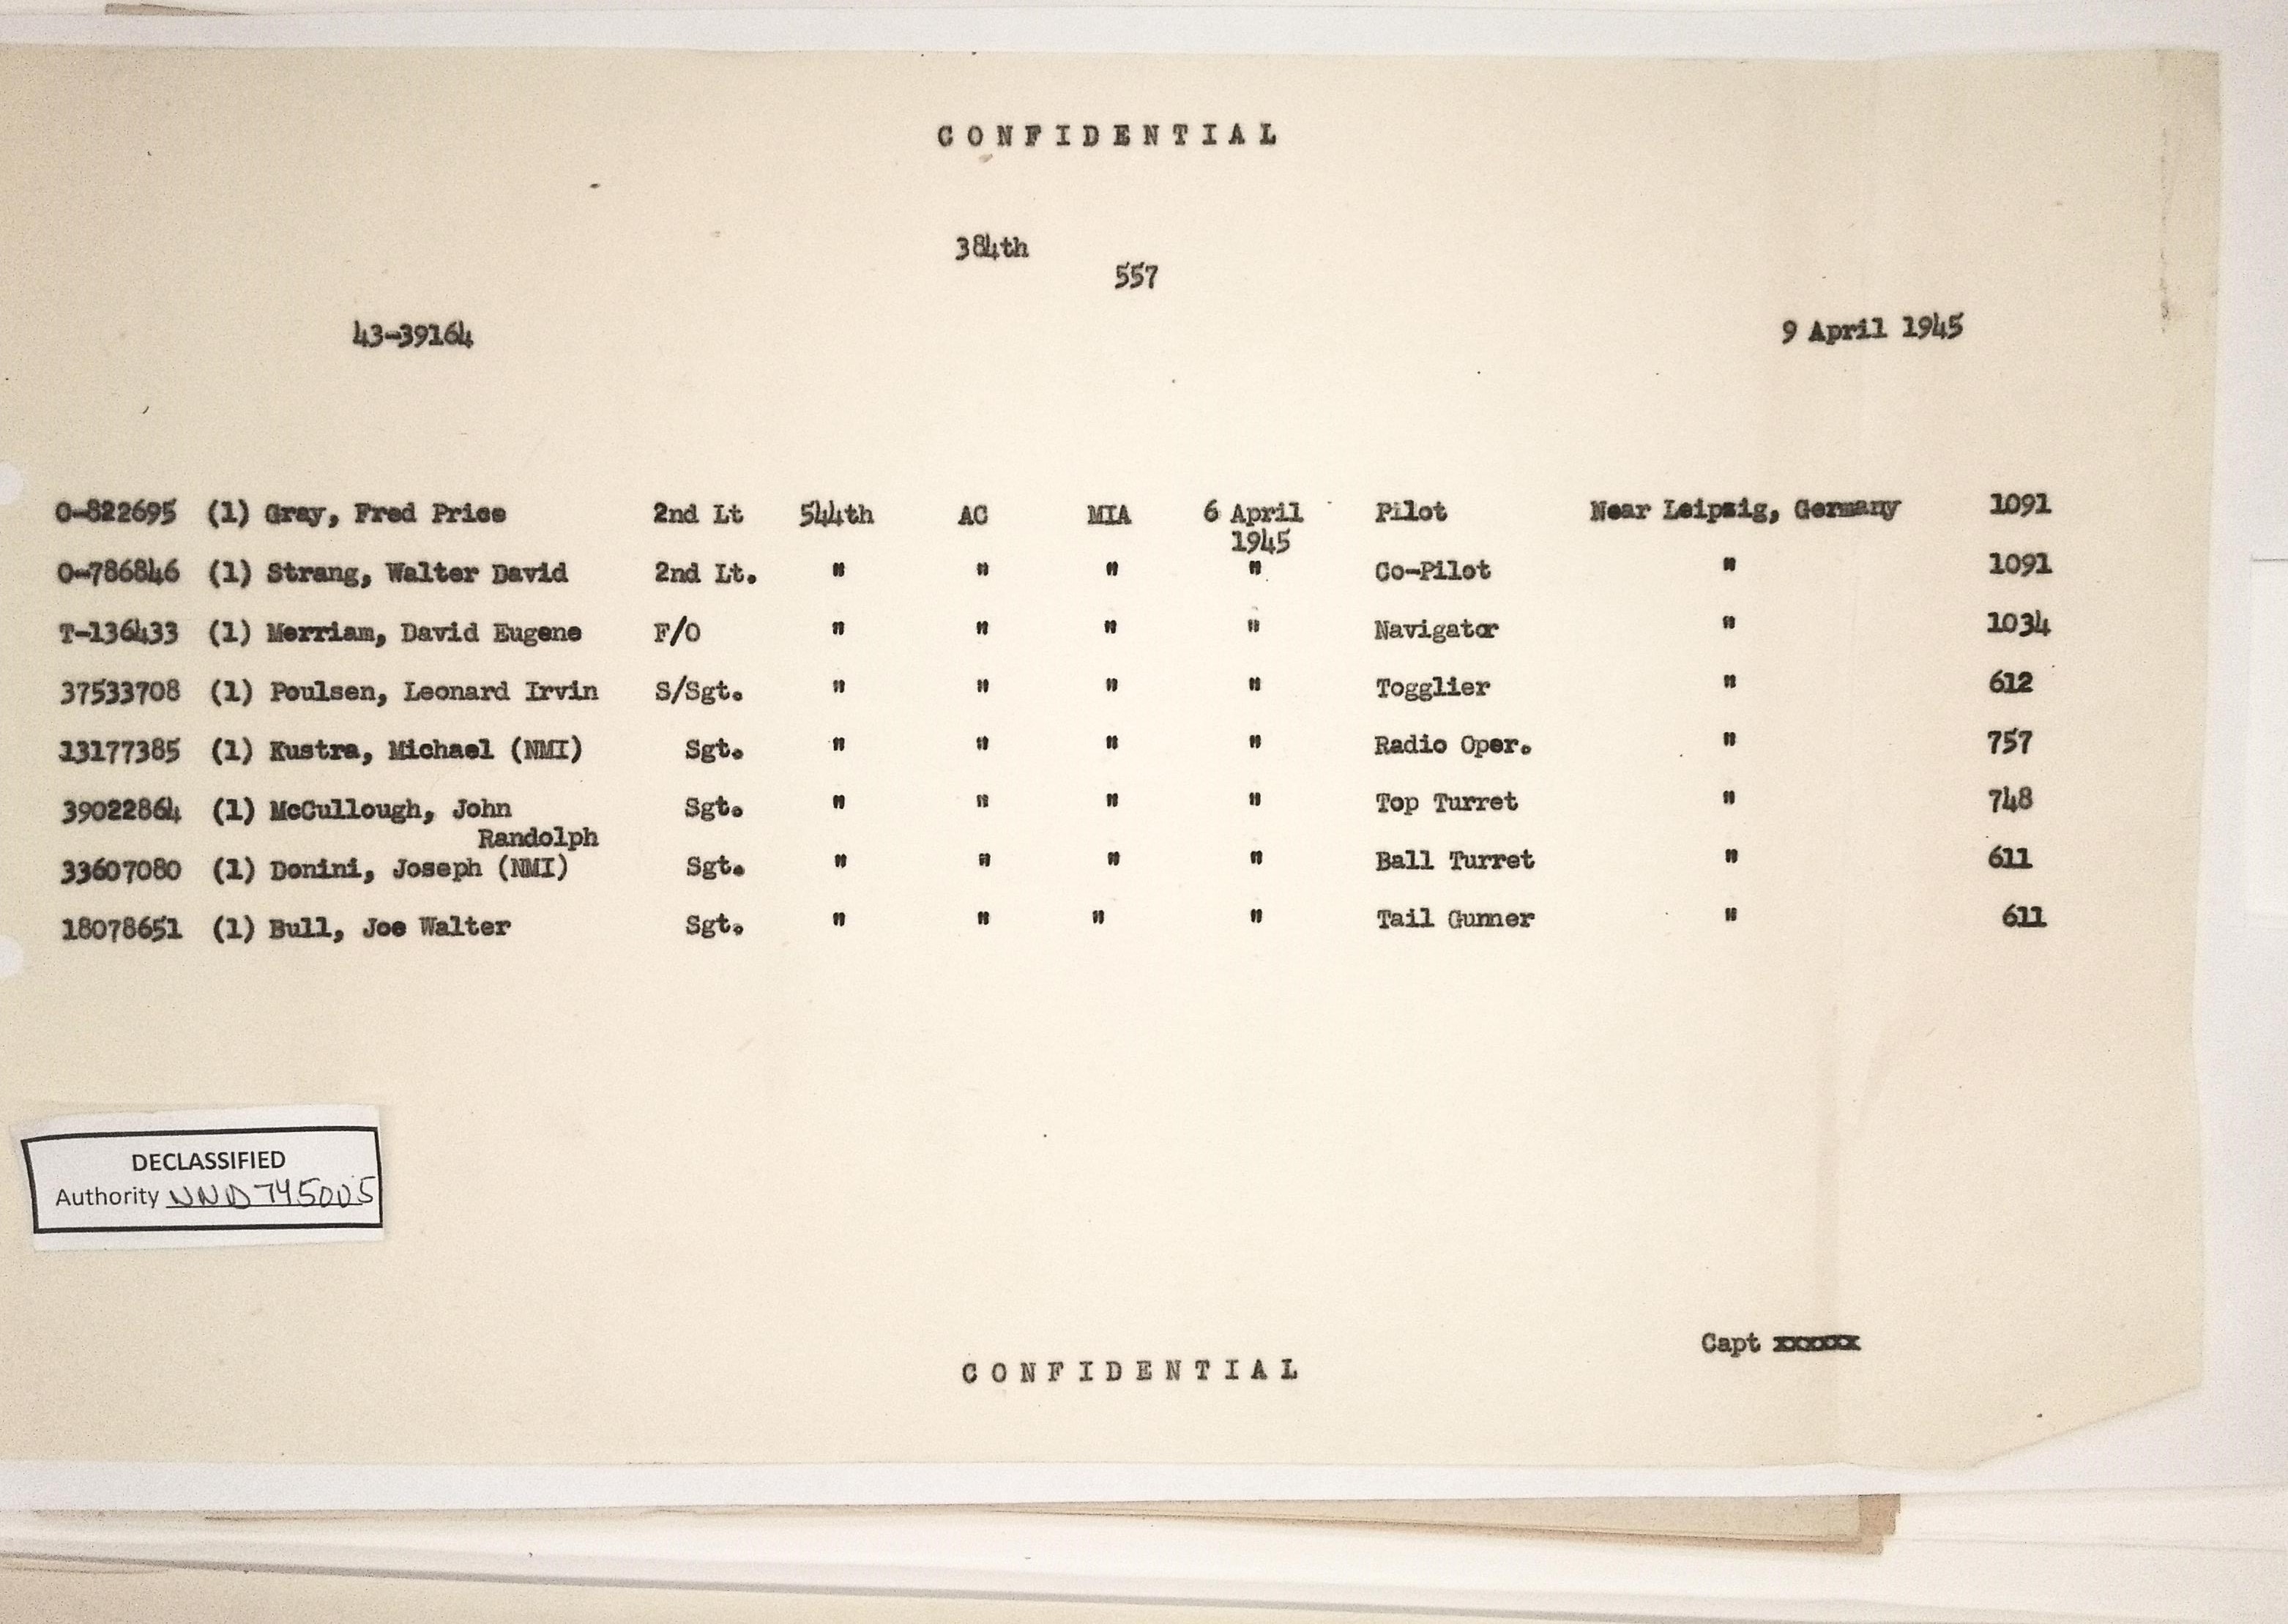 CONFIDENTIAL
384th
557
43-39164 9 April 1945
O-822695 (1) Gray, Fred Price 2nd Lt 544th AC MIA 6 April Pilot Near Leipzig, Germany 1091
1945
O-786846 (1) Strang, Walter David 2nd Lt. " " " " Co-Pilot " 1091
T-136433 (1) Merriam, David Eugene F/O " " " " Navigator " 1034
37533708 (1) Poulsen, Leonard Irvin S/Sgt. " " " " Togglier " 612
13177385 (1) Kustra, Michael (NMI) Sgt. " " " " Radio Oper. " 757
39022864 (1) McCullough, John Sgt. " " " " Top Turret " 748
Randolph
33607080 (1) Donini, Joseph (NMI) Sgt. " " " " Ball Turret " 611
18078651 (1) Bull, Joe Walter Sgt. " " " " Tail Gunner " 611
DECLASSIFIED
Authority NND 745005
Capt xxxxxx
CONFIDENTIAL